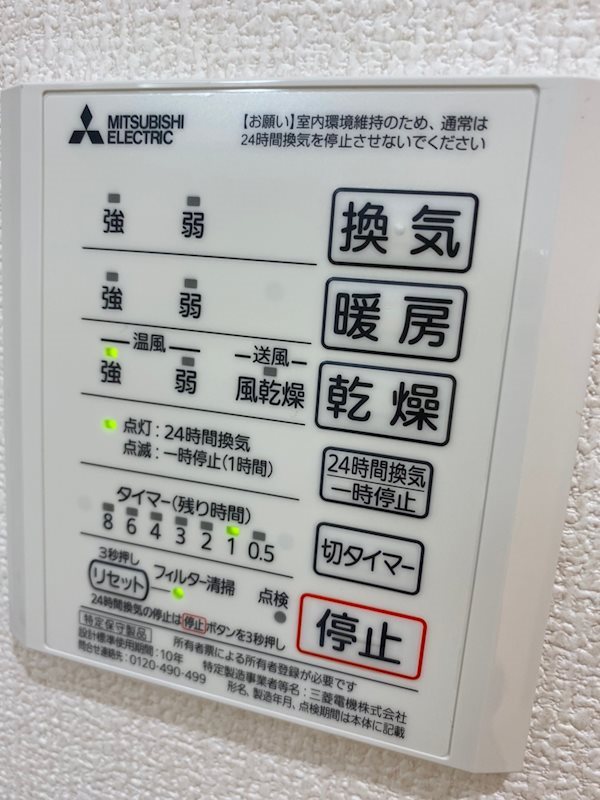 MITSUBISHI
ELECTRIC
【お願い】室内環境維持のため、通常は
24時間換気を停止させないでください
強 弱 換気
強 弱 暖房
温風 送風
強 弱 風乾燥 乾燥
点灯:24時間換気
点滅:一時停止(1時間)
24時間換気
一時停止
タイマー(残り時間)
8 6 4 3 2 1 0.5
切タイマー
3秒押し
リセット フィルター清掃 点検
24時間換気の停止は停止ボタンを3秒押し
停止
特定保守製品 所有者票による所有者登録が必要です
設計標準使用期間:10年 特定製造事業者等名:三菱電機株式会社
問合せ連絡先:0120-490-499 形名、製造年月、点検期間は本体に記載